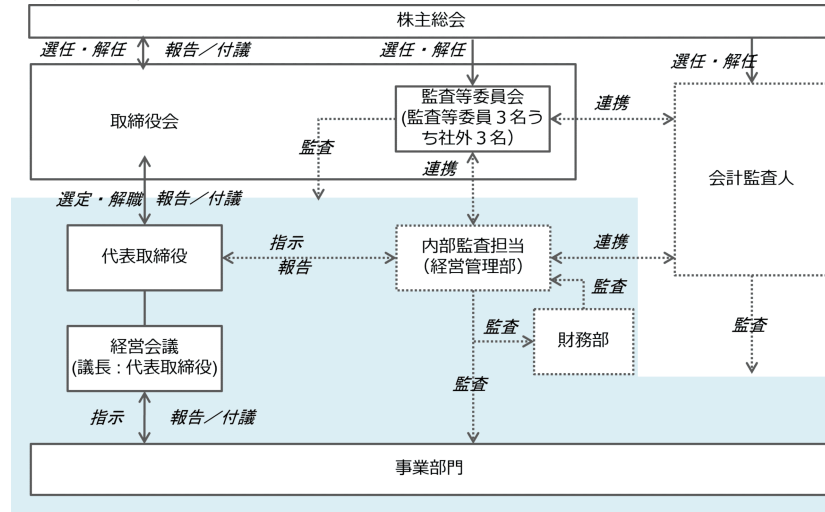 株主総会
選任・解任
報告／付議
選任・解任
選任・解任
取締役会
監査等委員会
(監査等委員３名う
ち社外３名）
連携
監査
連携
会計監査人
選定・解職
報告／付議
代表取締役
指示
報告
内部監査担当
（経営管理部）
連携
監査
監査
財務部
監査
経営会議
(議長：代表取締役)
監査
指示
報告／付議
事業部門